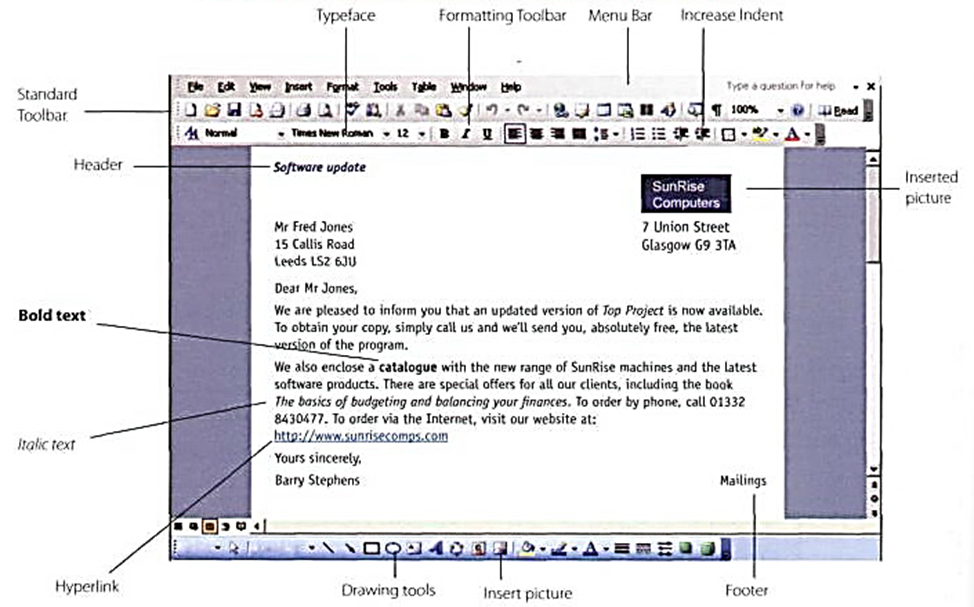 Typeface
Formatting Toolbar
Menu Bar
Increase Indent
Standard
Toolbar
File Edit View Insert Format Tools Table Window Help
Type a question for help
100%
Read
Normal
Times New Roman
12
B I U
Header
Software update
SunRise
Computers
Inserted
picture
Mr Fred Jones
15 Callis Road
Leeds LS2 6JU
7 Union Street
Glasgow G9 3TA
Dear Mr Jones,
We are pleased to inform you that an updated version of Top Project is now available.
To obtain your copy, simply call us and we'll send you, absolutely free, the latest
version of the program.
Bold text
We also enclose a catalogue with the new range of SunRise machines and the latest
software products. There are special offers for all our clients, including the book
The basics of budgeting and balancing your finances. To order by phone, call 01332
8430477. To order via the Internet, visit our website at:
http://www.sunrisecomps.com
Italic text
Yours sincerely,
Barry Stephens
Mailings
Hyperlink
Drawing tools
Insert picture
Footer